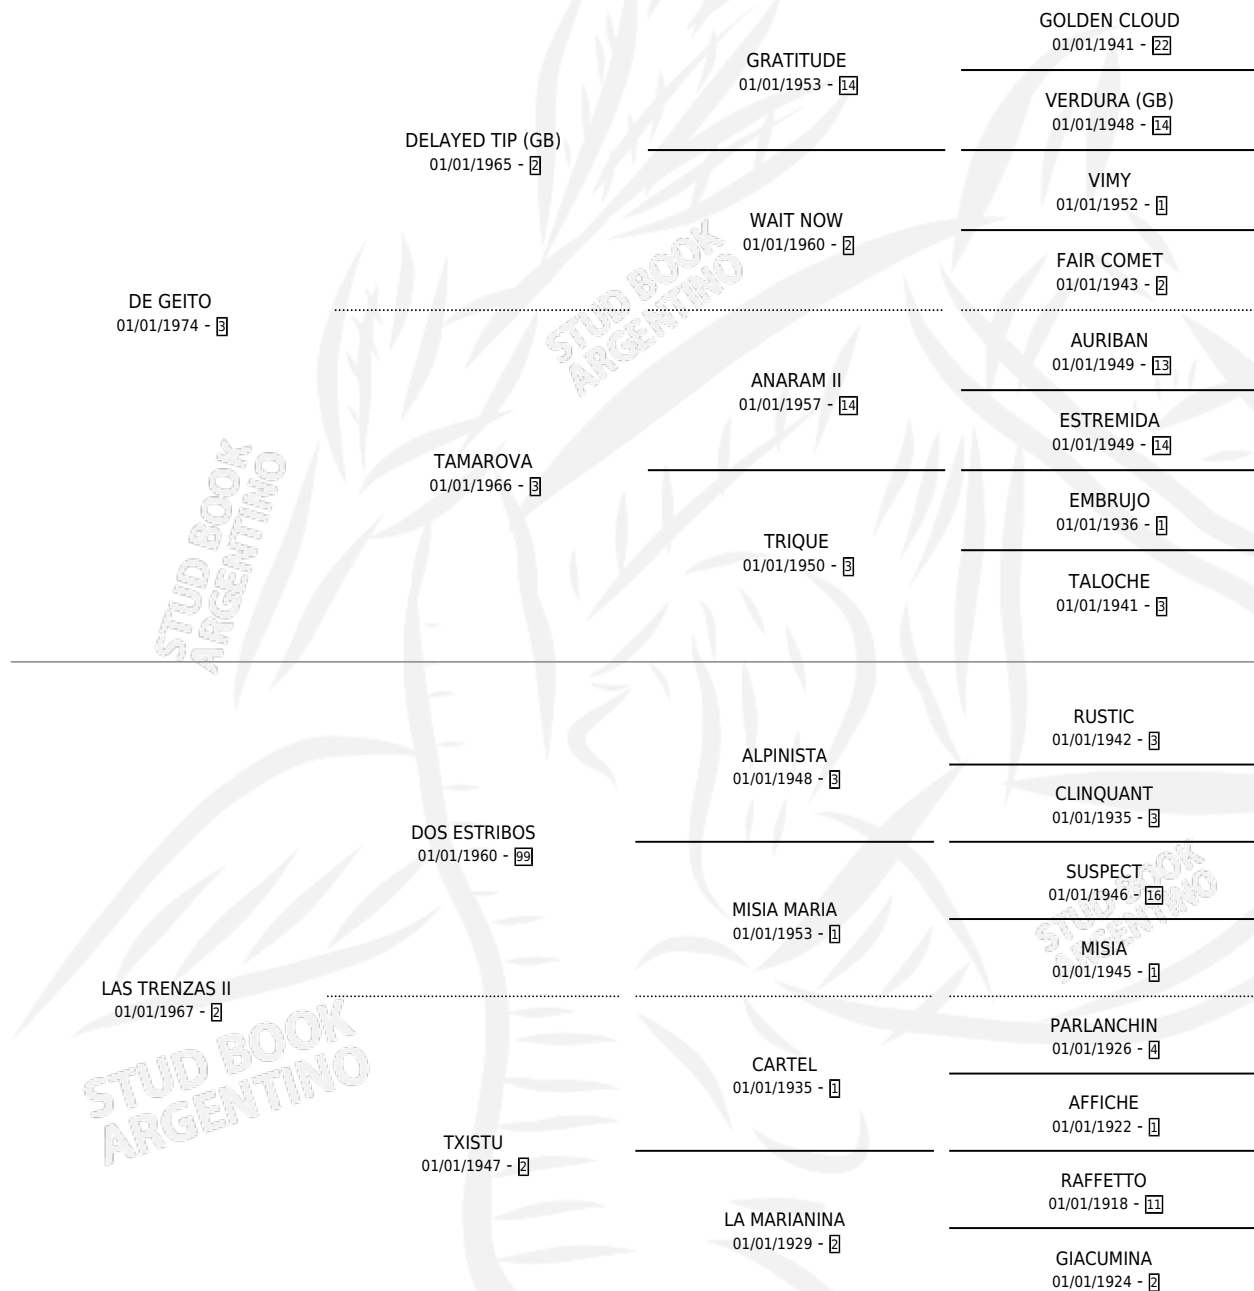 GOLDEN CLOUD
01/01/1941 - 22
GRATITUDE
01/01/1953 - 14
VERDURA (GB)
01/01/1948 - 14
DELAYED TIP (GB)
01/01/1965 - 2
VIMY
01/01/1952 - 1
WAIT NOW
01/01/1960 - 2
FAIR COMET
01/01/1943 - 2
DE GEITO
01/01/1974 - 3
AURIBAN
01/01/1949 - 13
ANARAM II
01/01/1957 - 14
ESTREMIDA
01/01/1949 - 14
TAMAROVA
01/01/1966 - 3
EMBRUJO
01/01/1936 - 1
TRIQUE
01/01/1950 - 3
TALOCHE
01/01/1941 - 3
RUSTIC
01/01/1942 - 3
ALPINISTA
01/01/1948 - 3
CLINQUANT
01/01/1935 - 3
DOS ESTRIBOS
01/01/1960 - 99
SUSPECT
01/01/1946 - 16
MISIA MARIA
01/01/1953 - 1
MISIA
01/01/1945 - 1
LAS TRENZAS II
01/01/1967 - 2
PARLANCHIN
01/01/1926 - 4
CARTEL
01/01/1935 - 1
AFFICHE
01/01/1922 - 1
TXISTU
01/01/1947 - 2
RAFFETTO
01/01/1918 - 11
LA MARIANINA
01/01/1929 - 2
GIACUMINA
01/01/1924 - 2
STUD BOOK
ARGENTINO
STUD BOOK
ARGENTINO
STUD BOOK
ARGENTINO
STUD BOOK
ARGENTINO